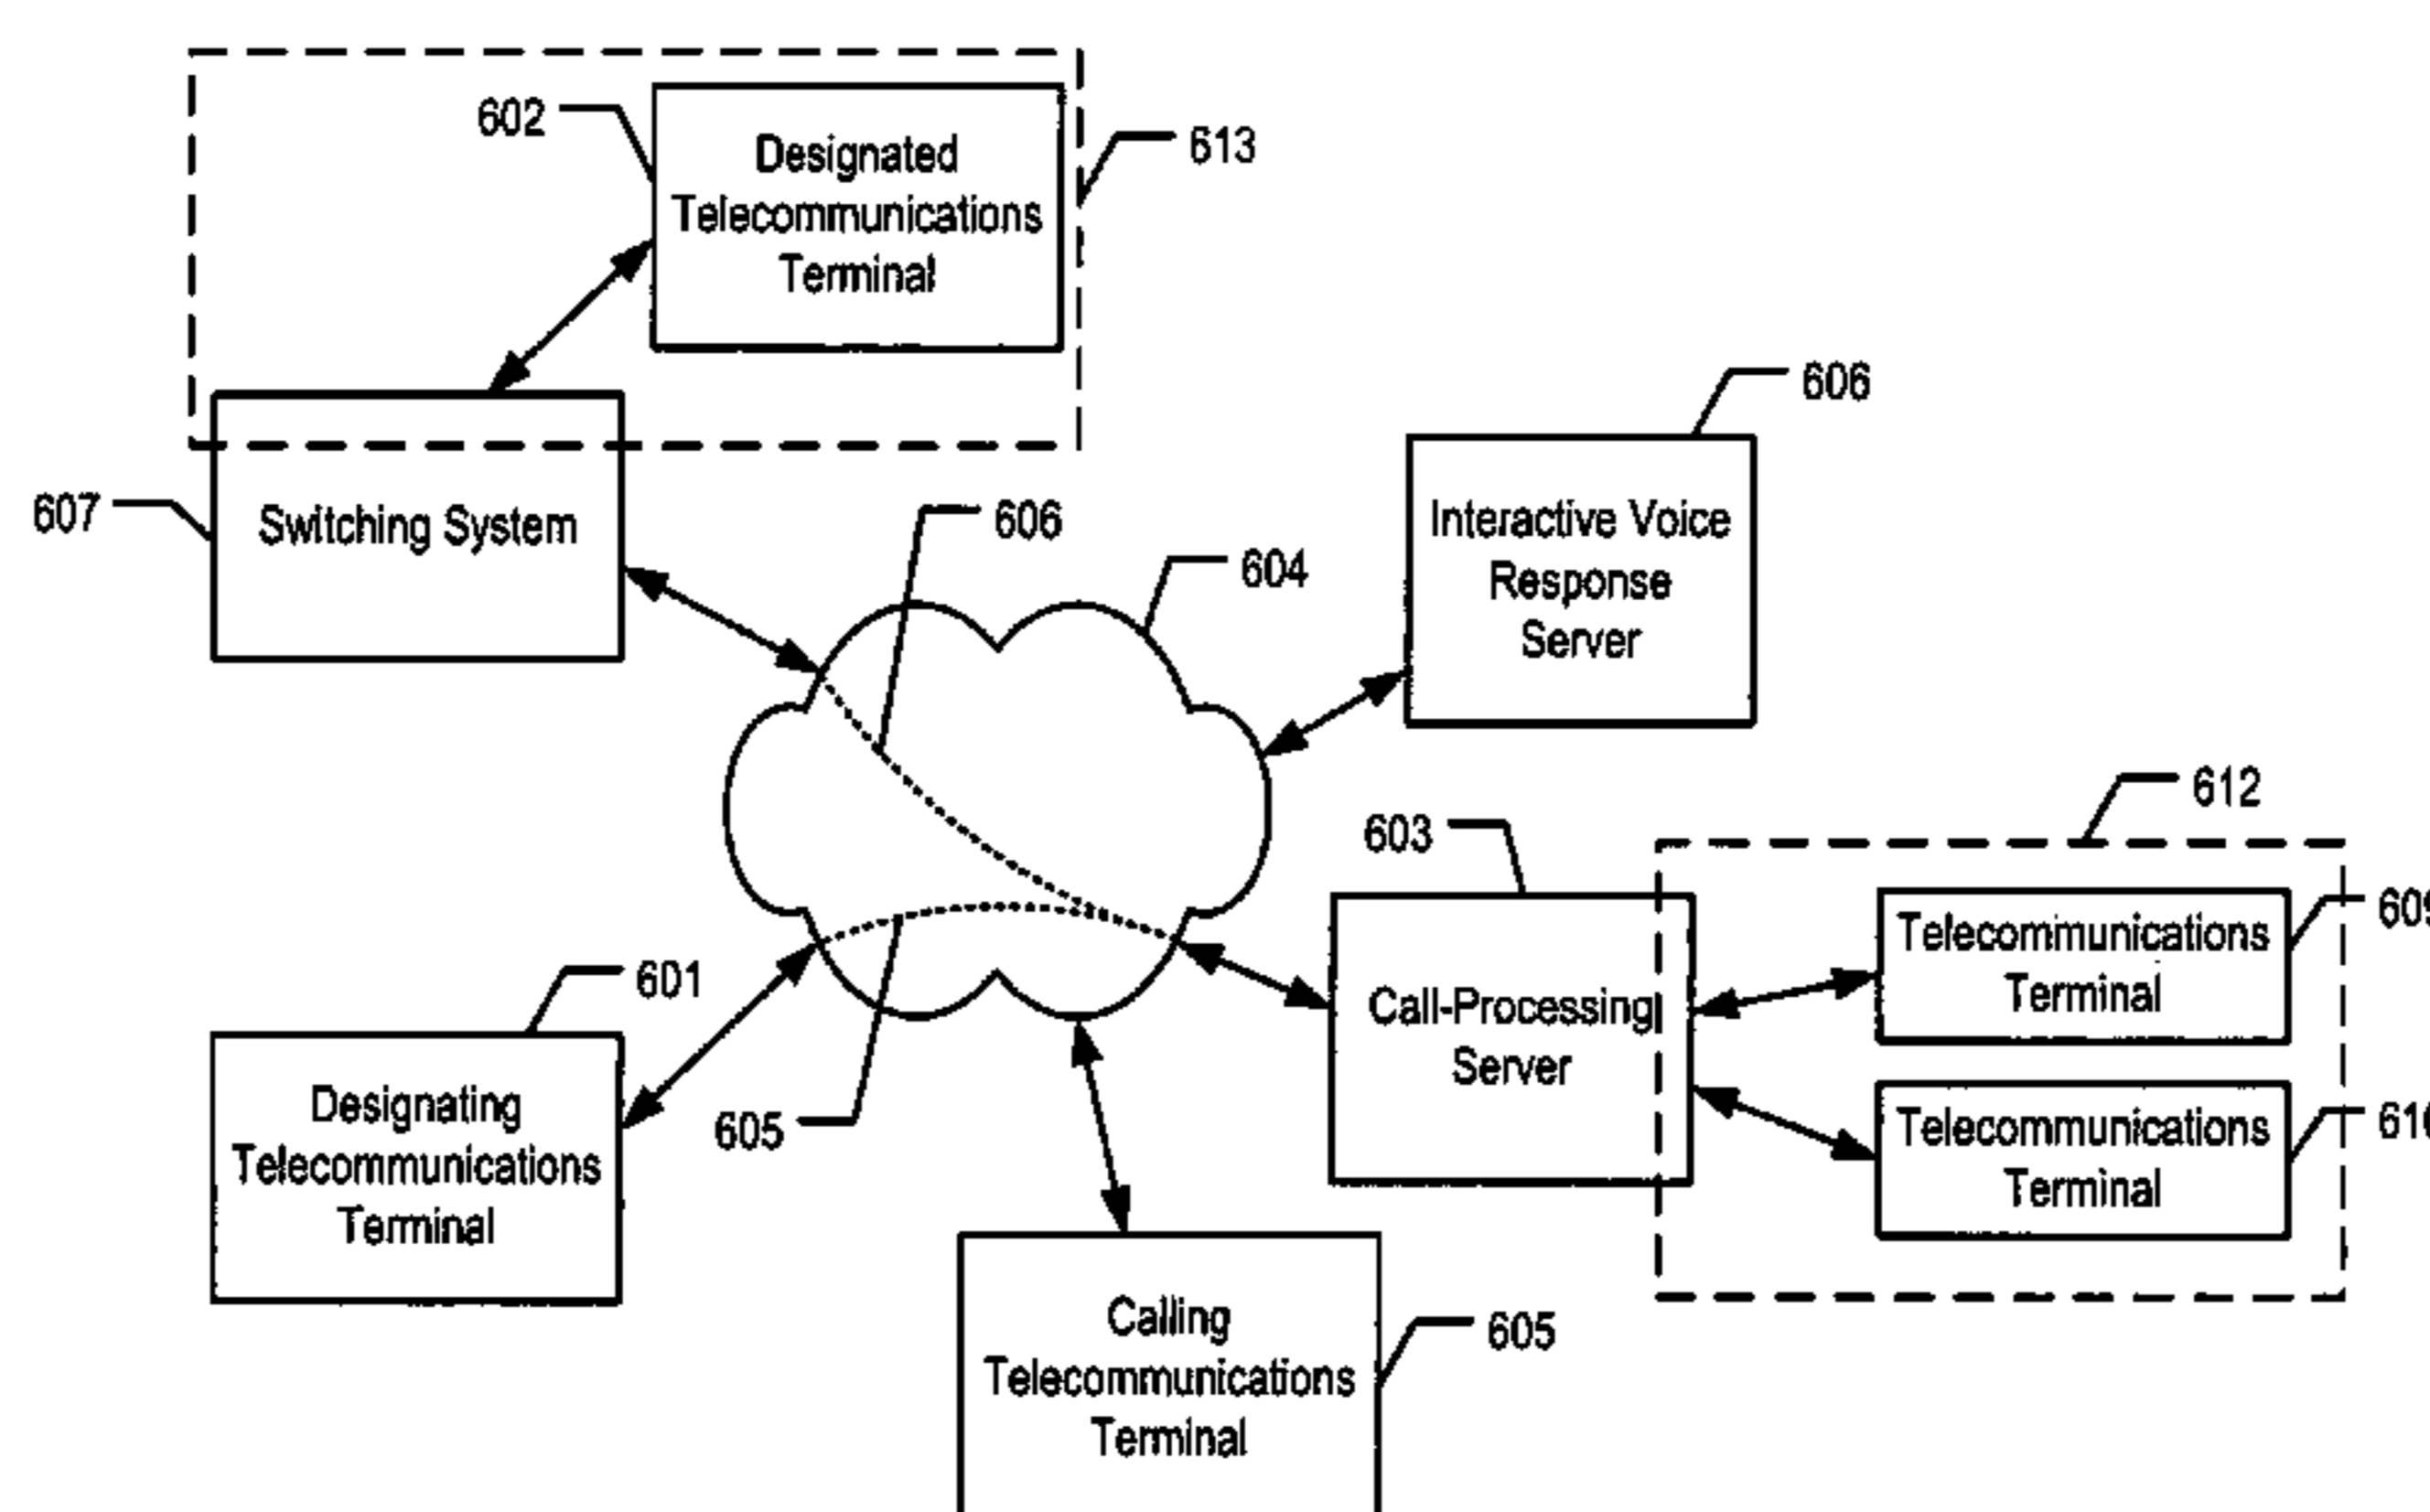 602
Designated
Telecommunications
Terminal
613
607
Switching System
606
604
606
Interactive Voice
Response
Server
612
603
Call-Processing
Server
Telecommunications
Terminal
609
Telecommunications
Terminal
601
Designating
Telecommunications
Terminal
605
Calling
Telecommunications
Terminal
605